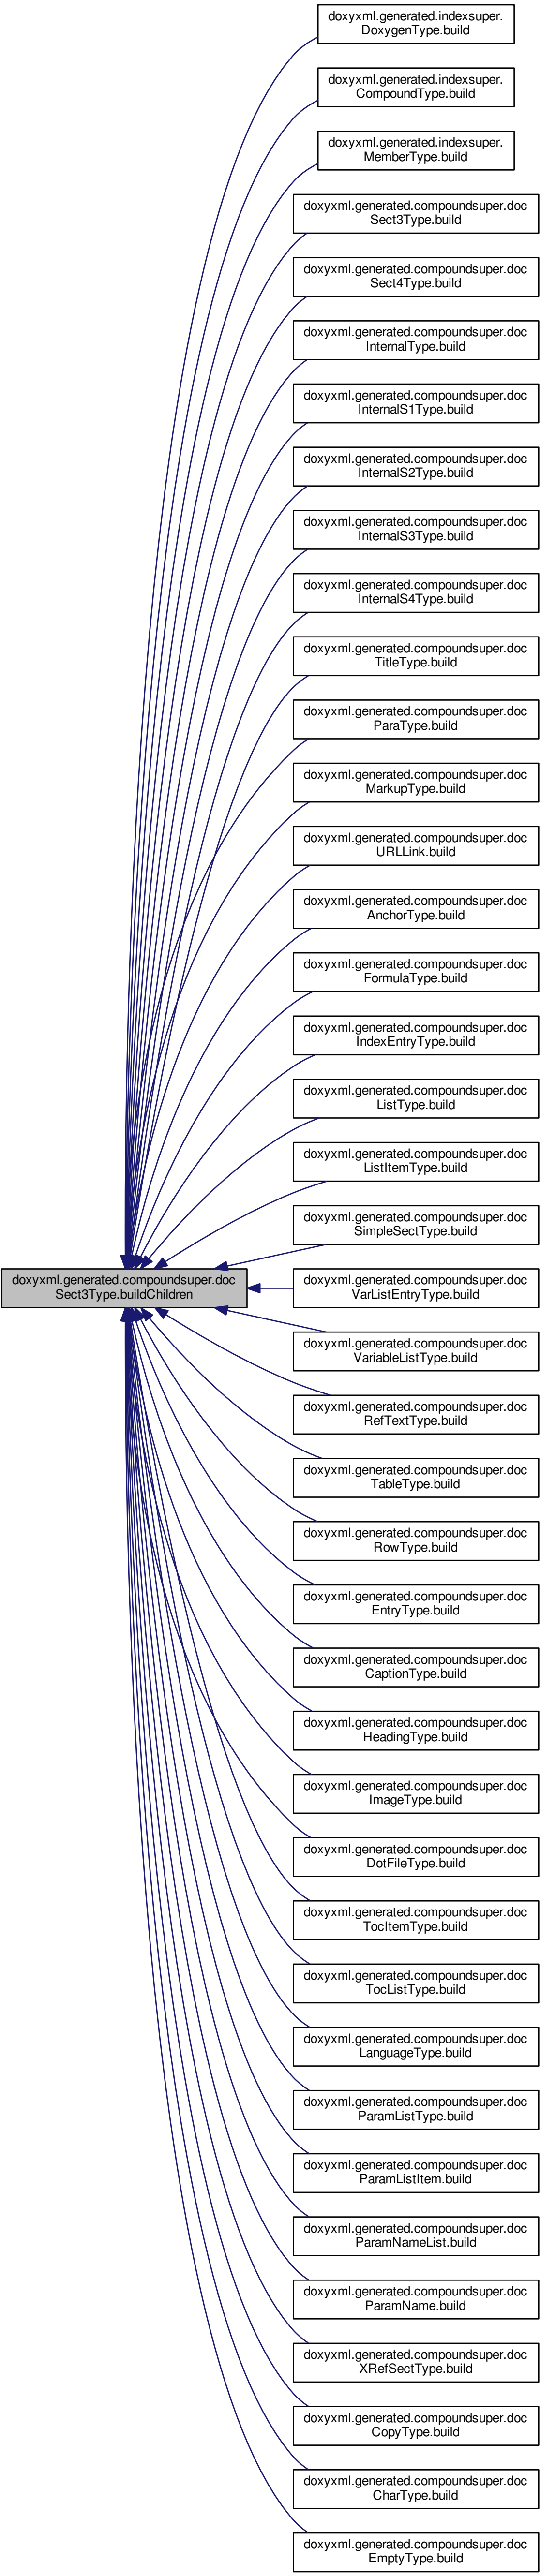 doxyxml.generated.indexsuper.
DoxygenType.build
doxyxml.generated.indexsuper.
CompoundType.build
doxyxml.generated.indexsuper.
MemberType.build
doxyxml.generated.compoundsuper.doc
Sect3Type.build
doxyxml.generated.compoundsuper.doc
Sect4Type.build
doxyxml.generated.compoundsuper.doc
InternalType.build
doxyxml.generated.compoundsuper.doc
InternalS1Type.build
doxyxml.generated.compoundsuper.doc
InternalS2Type.build
doxyxml.generated.compoundsuper.doc
InternalS3Type.build
doxyxml.generated.compoundsuper.doc
InternalS4Type.build
doxyxml.generated.compoundsuper.doc
TitleType.build
doxyxml.generated.compoundsuper.doc
ParaType.build
doxyxml.generated.compoundsuper.doc
MarkupType.build
doxyxml.generated.compoundsuper.doc
URLLink.build
doxyxml.generated.compoundsuper.doc
AnchorType.build
doxyxml.generated.compoundsuper.doc
FormulaType.build
doxyxml.generated.compoundsuper.doc
IndexEntryType.build
doxyxml.generated.compoundsuper.doc
ListType.build
doxyxml.generated.compoundsuper.doc
ListItemType.build
doxyxml.generated.compoundsuper.doc
SimpleSectType.build
doxyxml.generated.compoundsuper.doc
Sect3Type.buildChildren
doxyxml.generated.compoundsuper.doc
VarListEntryType.build
doxyxml.generated.compoundsuper.doc
VariableListType.build
doxyxml.generated.compoundsuper.doc
RefTextType.build
doxyxml.generated.compoundsuper.doc
TableType.build
doxyxml.generated.compoundsuper.doc
RowType.build
doxyxml.generated.compoundsuper.doc
EntryType.build
doxyxml.generated.compoundsuper.doc
CaptionType.build
doxyxml.generated.compoundsuper.doc
HeadingType.build
doxyxml.generated.compoundsuper.doc
ImageType.build
doxyxml.generated.compoundsuper.doc
DotFileType.build
doxyxml.generated.compoundsuper.doc
TocItemType.build
doxyxml.generated.compoundsuper.doc
TocListType.build
doxyxml.generated.compoundsuper.doc
LanguageType.build
doxyxml.generated.compoundsuper.doc
ParamListType.build
doxyxml.generated.compoundsuper.doc
ParamListItem.build
doxyxml.generated.compoundsuper.doc
ParamNameList.build
doxyxml.generated.compoundsuper.doc
ParamName.build
doxyxml.generated.compoundsuper.doc
XRefSectType.build
doxyxml.generated.compoundsuper.doc
CopyType.build
doxyxml.generated.compoundsuper.doc
CharType.build
doxyxml.generated.compoundsuper.doc
EmptyType.build